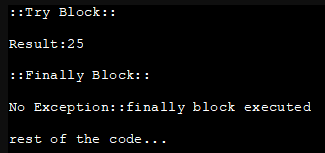 ::Try Block::
Result:25
::Finally Block::
No Exception::finally block executed
rest of the code...